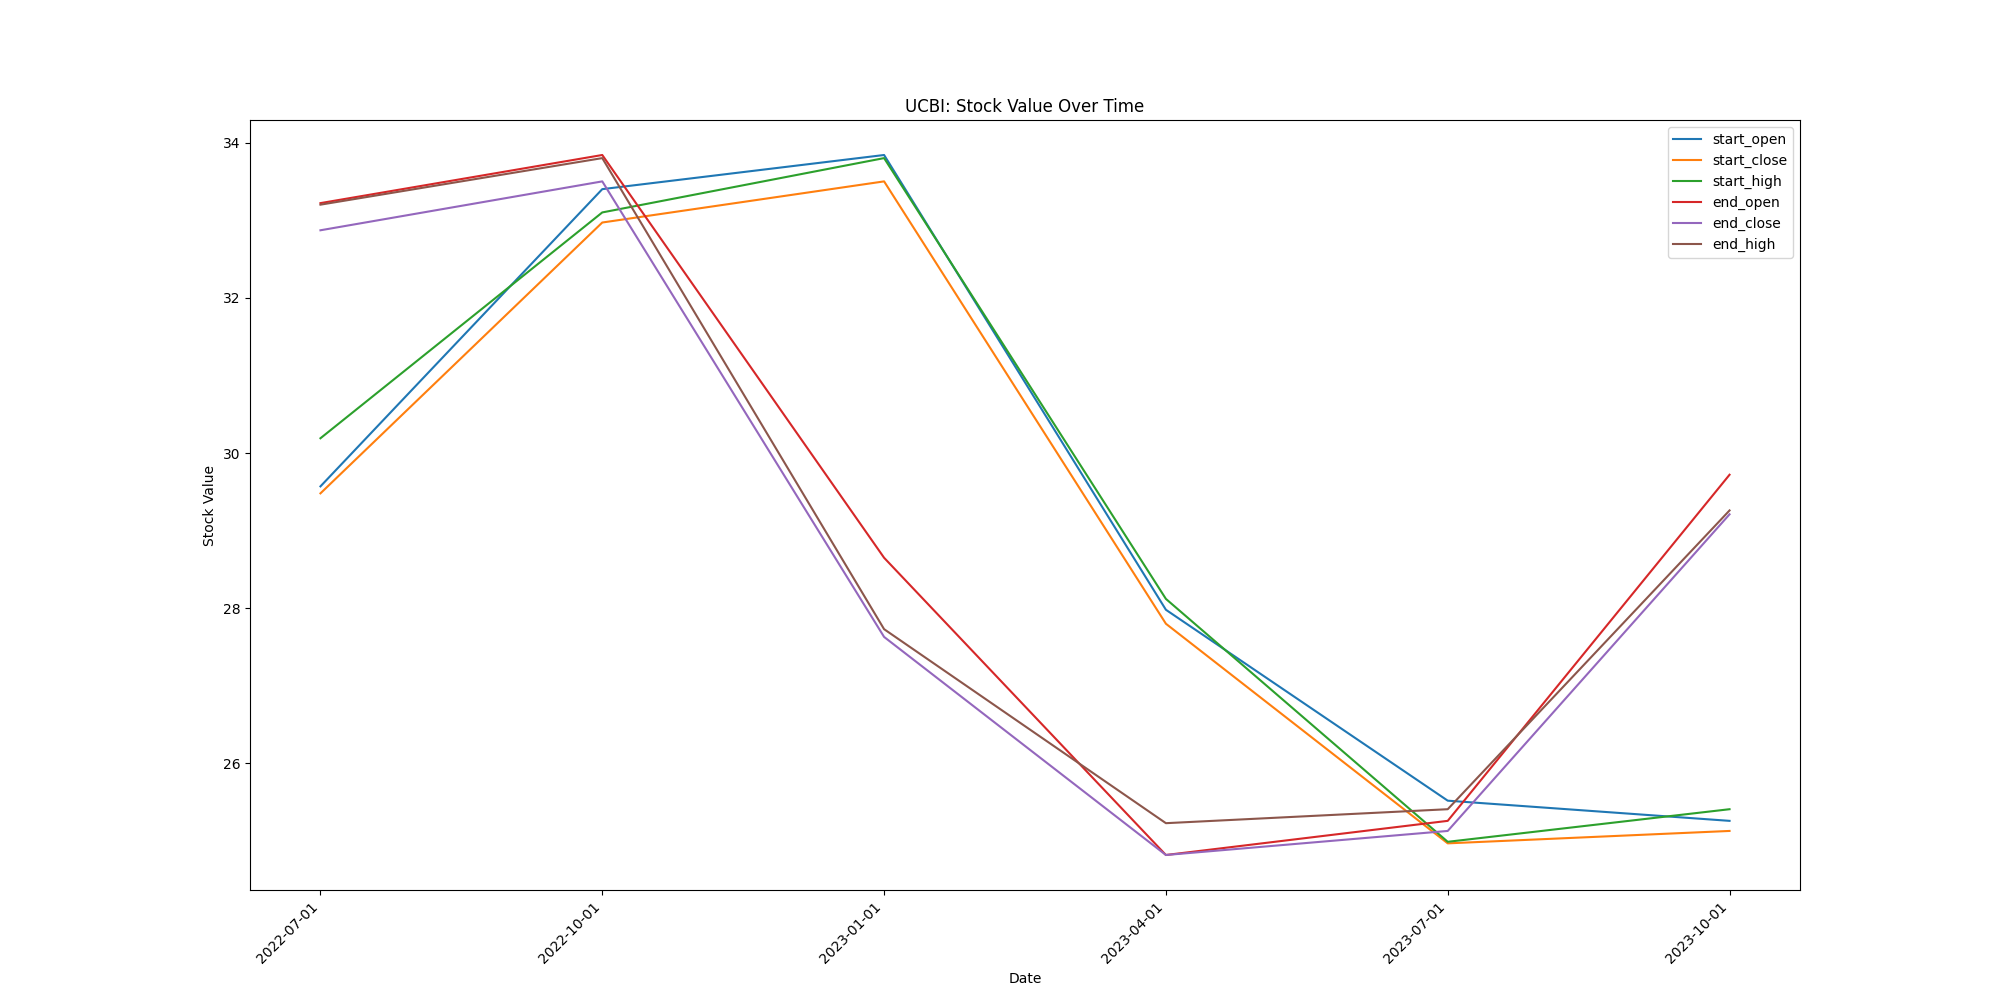 UCBI: Stock Value Over Time
start_open
start_close
start_high
end_open
end_close
end_high
Stock Value
34
32
30
28
26
2022-07-01
2022-10-01
2023-01-01
2023-04-01
2023-07-01
2023-10-01
Date